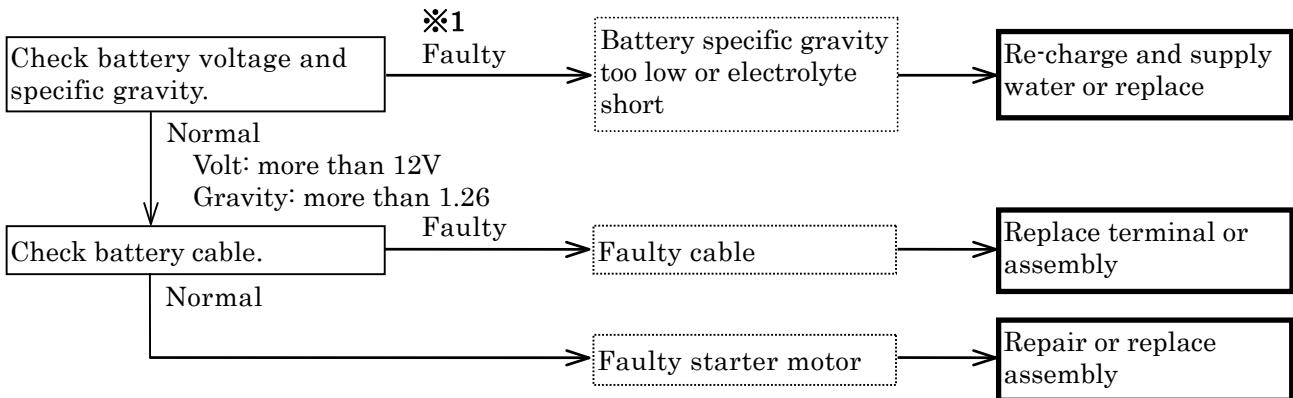 ※1
Faulty
Check battery voltage and
specific gravity.
Battery specific gravity
too low or electrolyte
short
Re-charge and supply
water or replace
Normal
Volt: more than 12V
Gravity: more than 1.26
Faulty
Check battery cable.
Faulty cable
Replace terminal or
assembly
Normal
Faulty starter motor
Repair or replace
assembly